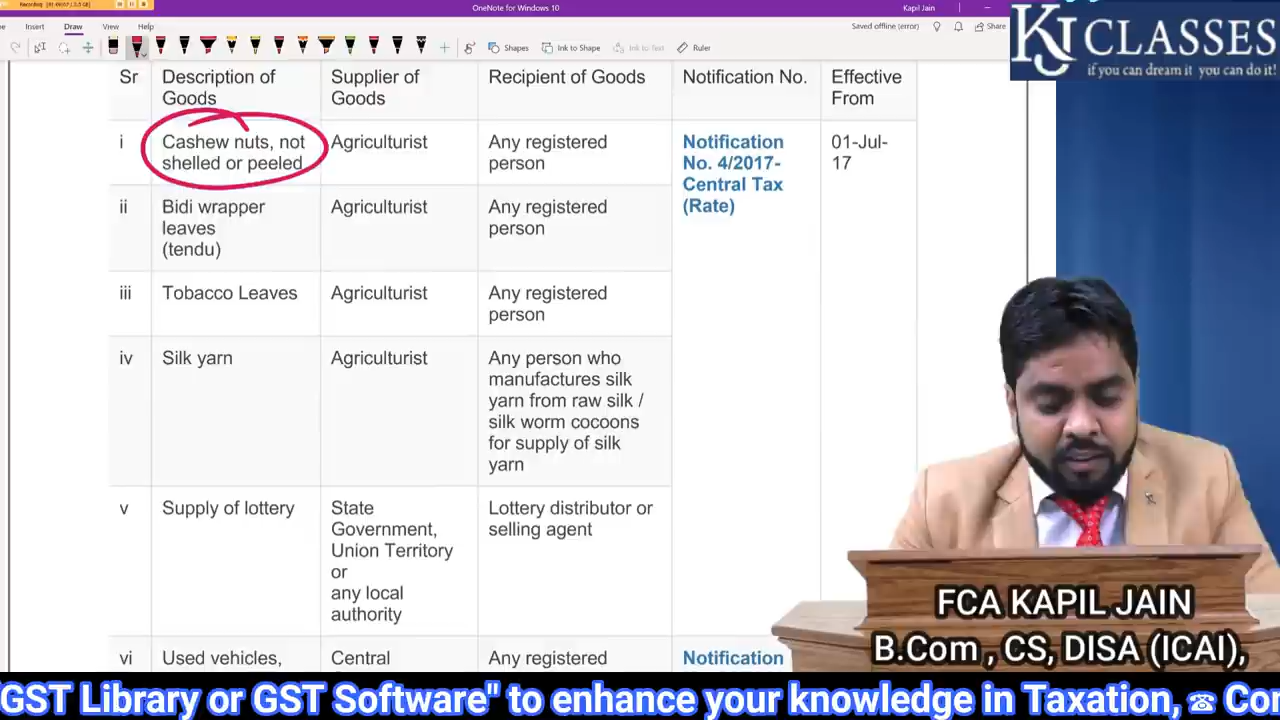 OneNote for Windows 10
Kapil Jain
Insert
Draw
View
Help
Saved offline (error)
Share
Shapes
Ink to Shape
Ink to Text
Ruler
KJ CLASSES
if you can dream it you can do it!
Sr
Description of
Goods
Supplier of
Goods
Recipient of Goods
Notification No.
Effective
From
i
Cashew nuts, not
shelled or peeled
Agriculturist
Any registered
person
Notification
No. 4/2017-
Central Tax
(Rate)
01-Jul-
17
ii
Bidi wrapper
leaves
(tendu)
Agriculturist
Any registered
person
iii
Tobacco Leaves
Agriculturist
Any registered
person
iv
Silk yarn
Agriculturist
Any person who
manufactures silk
yarn from raw silk /
silk worm cocoons
for supply of silk
yarn
v
Supply of lottery
State
Government,
Union Territory
or
any local
authority
Lottery distributor or
selling agent
vi
Used vehicles,
Central
Any registered
Notification
FCA KAPIL JAIN
B.Com , CS, DISA (ICAI),
"GST Library or GST Software" to enhance your knowledge in Taxation, ☎ Con